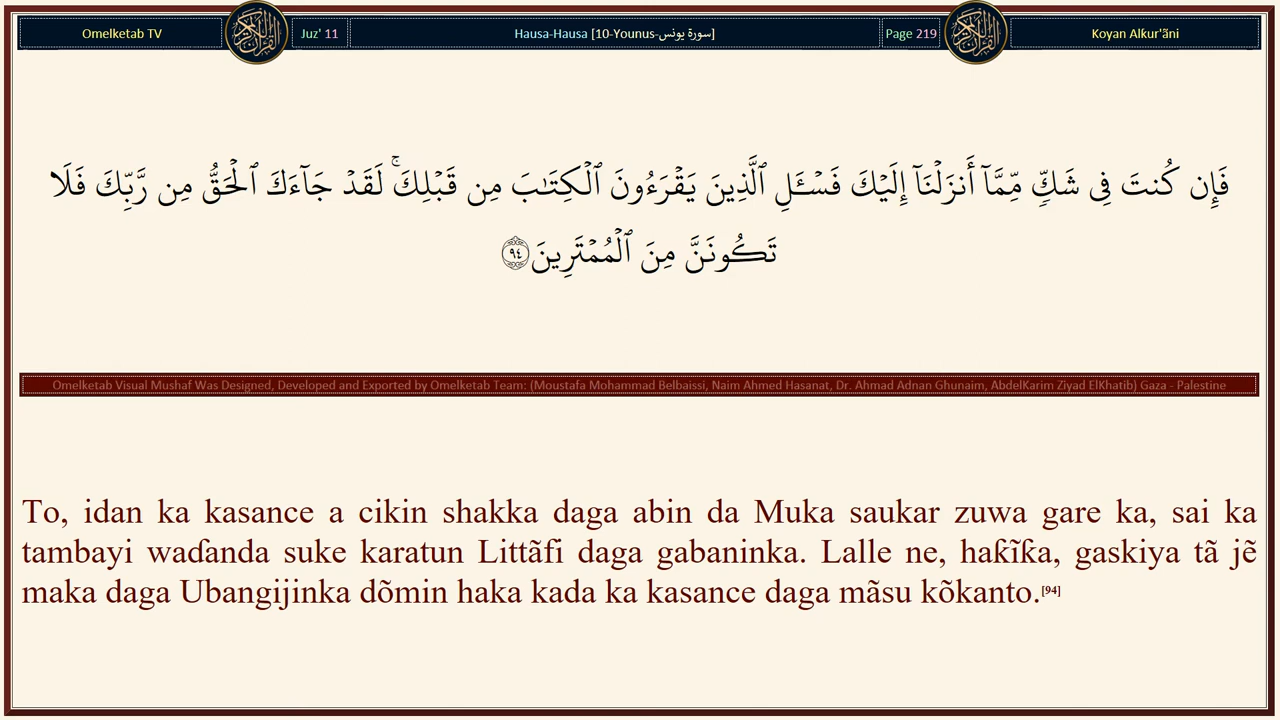 Omelketab TV
Juz' 11
Hausa-Hausa [10-Younus-سورة يونس]
Page 219
Koyan Alƙur'ãni
فَإِن كُنتَ فِى شَكٍّۢ مِّمَّآ أَنزَلْنَآ إِلَيْكَ فَسْـَٔلِ ٱلَّذِينَ يَقْرَءُونَ ٱلْكِتَـٰبَ مِن قَبْلِكَ ۚ لَقَدْ جَآءَكَ ٱلْحَقُّ مِن رَّبِّكَ فَلَا
تَكُونَنَّ مِنَ ٱلْمُمْتَرِينَ ٩٤
Omelketab Visual Mushaf Was Designed, Developed and Exported by Omelketab Team: (Moustafa Mohammad Belbaissi, Naim Ahmed Hasanat, Dr. Ahmad Adnan Ghunaim, AbdelKarim Ziyad ElKhatib) Gaza - Palestine
To, idan ka kasance a cikin shakka daga abin da Muka saukar zuwa gare ka, sai ka
tambayi waɗanda suke karatun Littãfi daga gabaninka. Lalle ne, haƙĩƙa, gaskiya tã jẽ
maka daga Ubangijinka dõmin haka kada ka kasance daga mãsu kõkanto.[94]